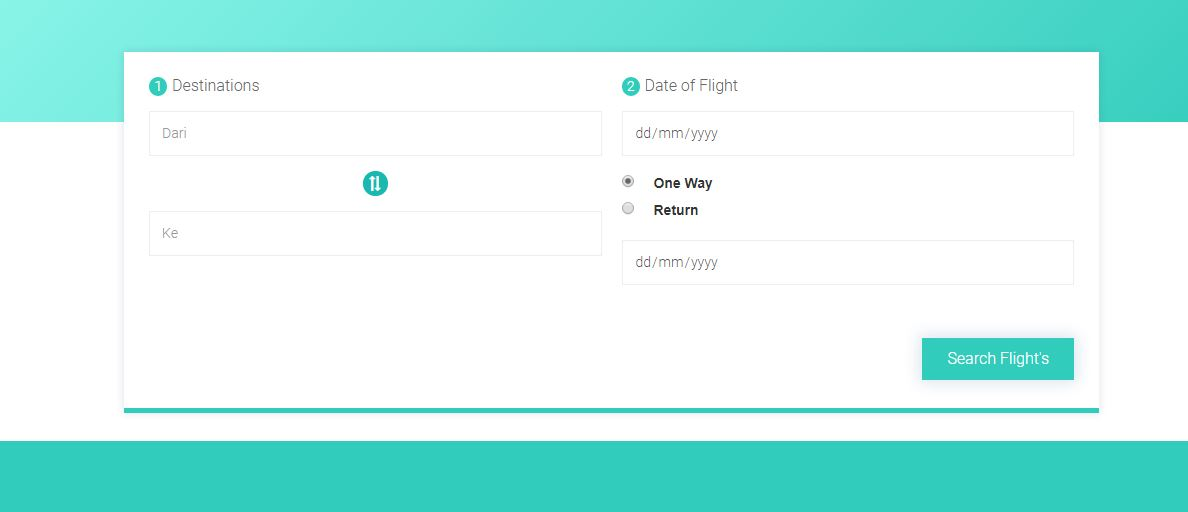 1 Destinations
Dari
Ke
2 Date of Flight
dd/mm/yyyy
One Way
Return
dd/mm/yyyy
Search Flight's